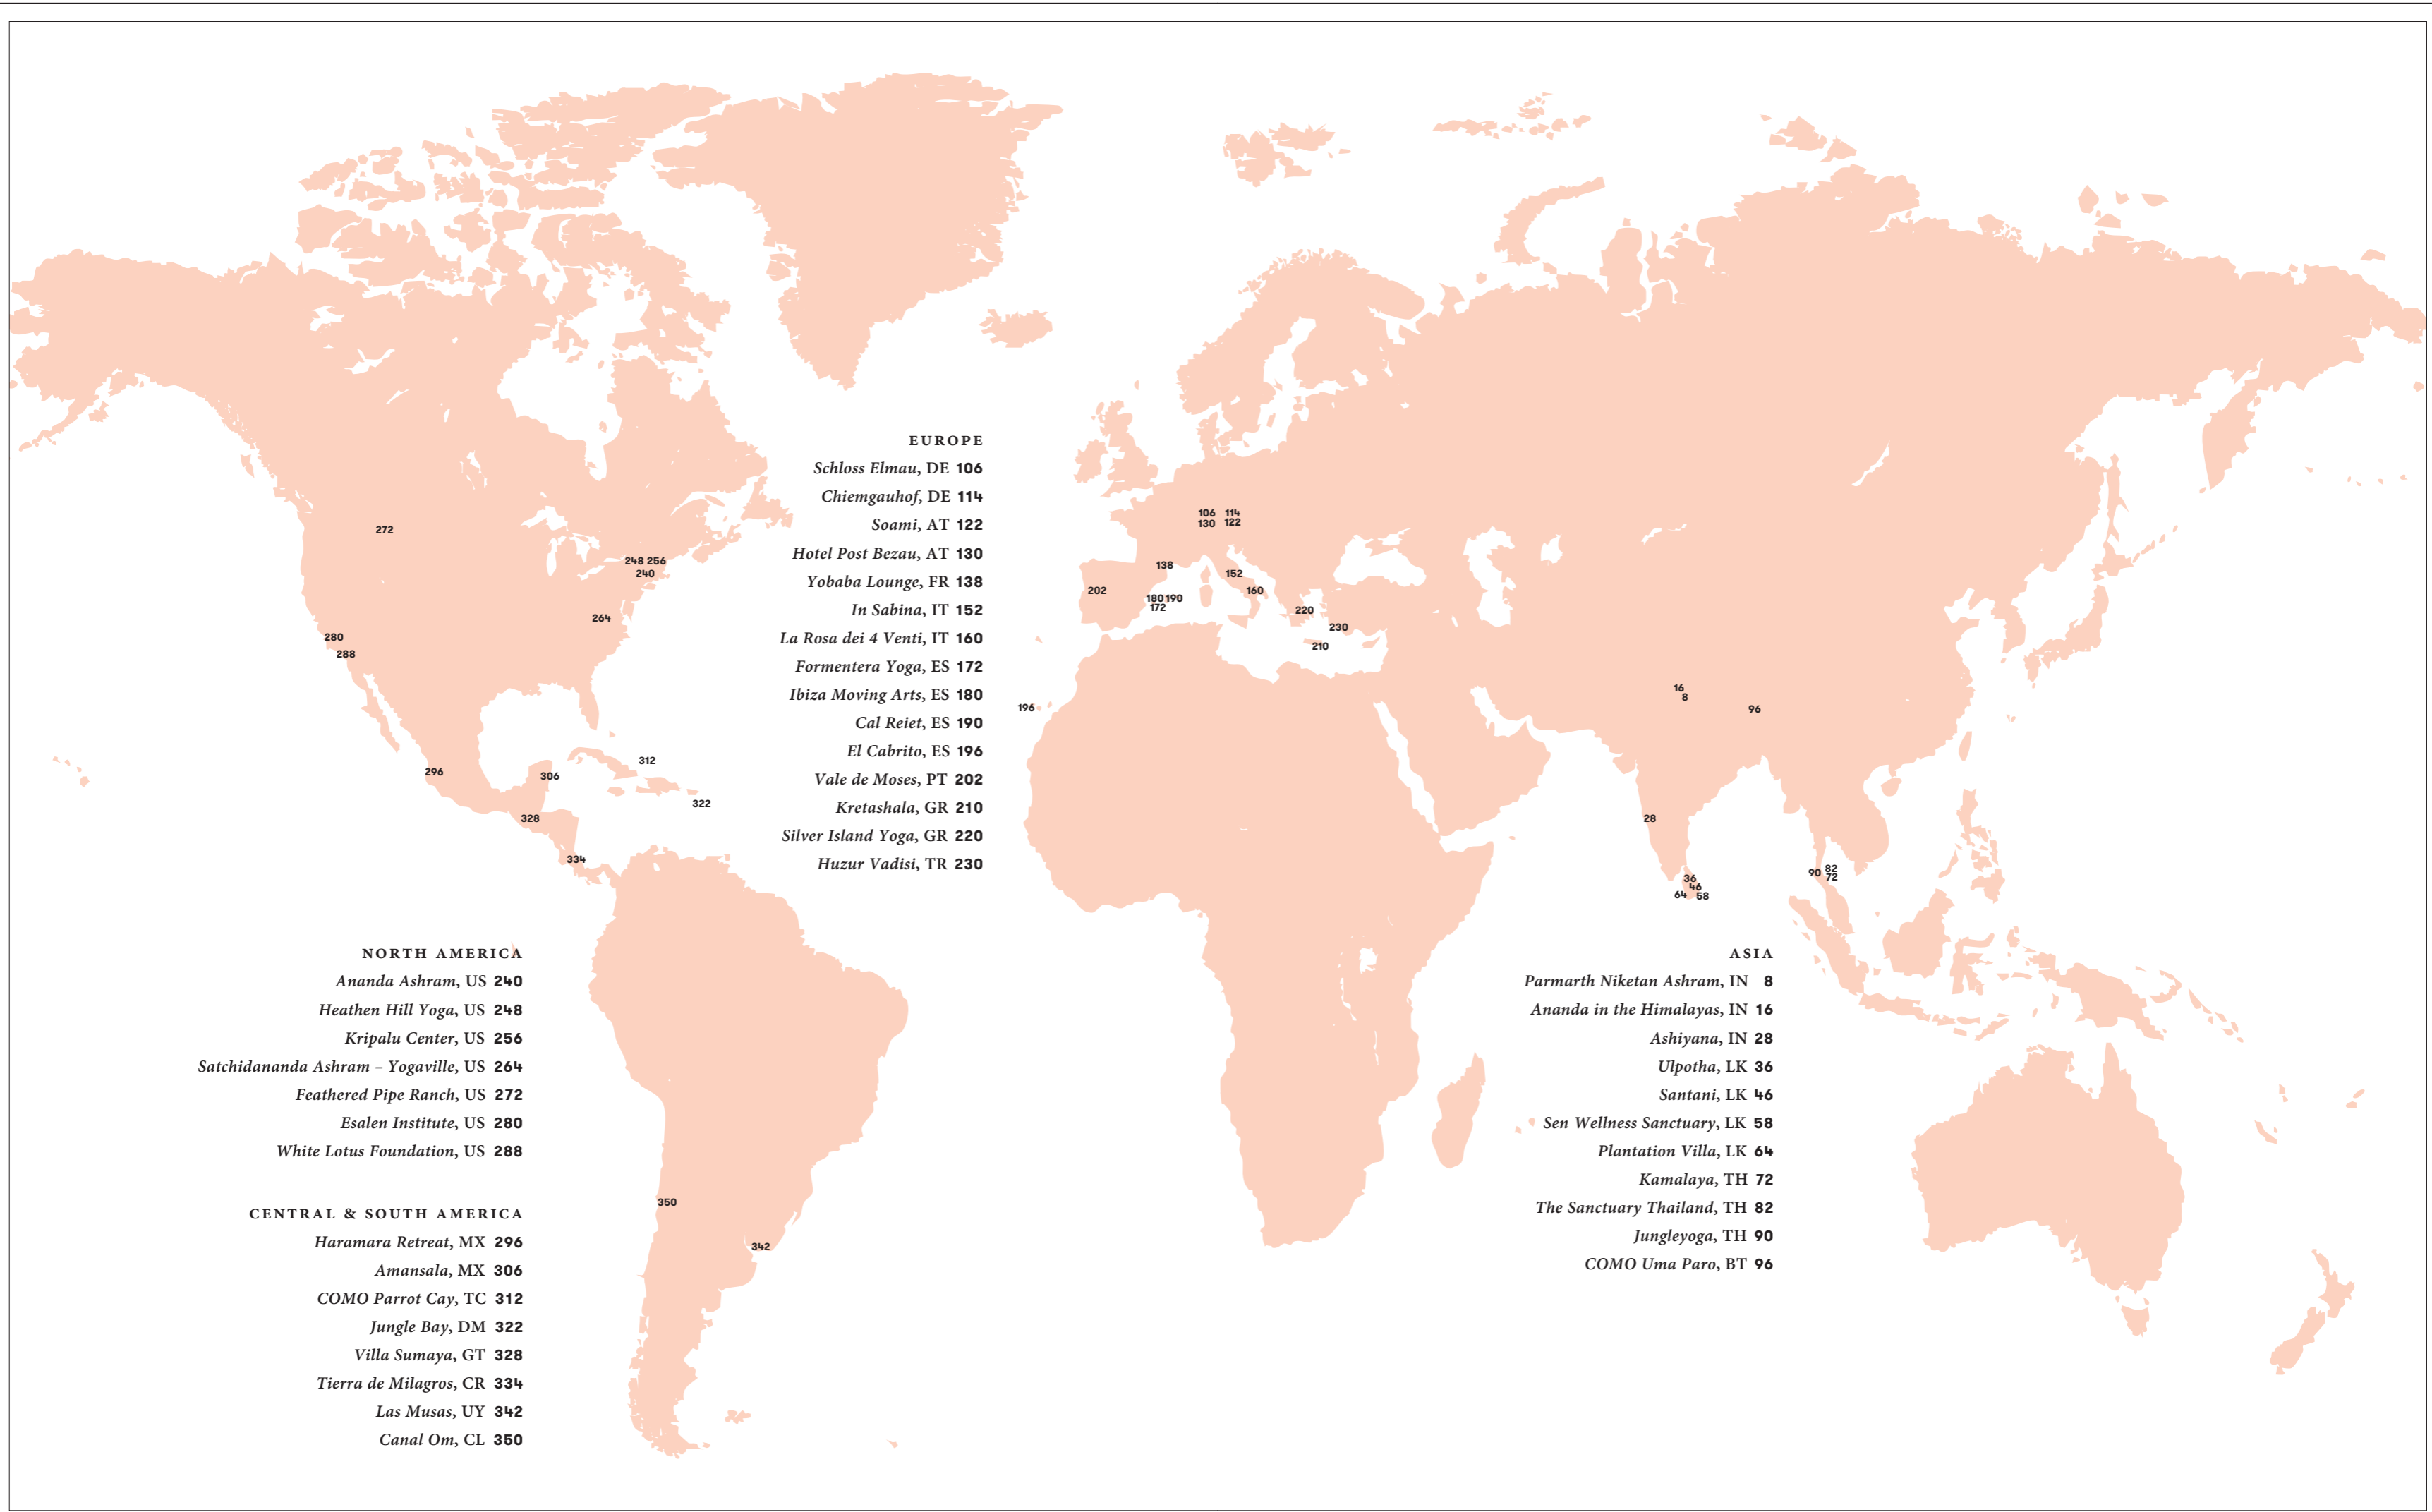 EUROPE
Schloss Elmau, DE 106
Chiemgauhof, DE 114
Soami, AT 122
Hotel Post Bezau, AT 130
Yobaba Lounge, FR 138
In Sabina, IT 152
La Rosa dei 4 Venti, IT 160
Formentera Yoga, ES 172
Ibiza Moving Arts, ES 180
Cal Reiet, ES 190
El Cabrito, ES 196
Vale de Moses, PT 202
Kretashala, GR 210
Silver Island Yoga, GR 220
Huzur Vadisi, TR 230
NORTH AMERICA
Ananda Ashram, US 240
Heathen Hill Yoga, US 248
Kripalu Center, US 256
Satchidananda Ashram – Yogaville, US 264
Feathered Pipe Ranch, US 272
Esalen Institute, US 280
White Lotus Foundation, US 288
CENTRAL & SOUTH AMERICA
Haramara Retreat, MX 296
Amansala, MX 306
COMO Parrot Cay, TC 312
Jungle Bay, DM 322
Villa Sumaya, GT 328
Tierra de Milagros, CR 334
Las Musas, UY 342
Canal Om, CL 350
ASIA
Parmarth Niketan Ashram, IN 8
Ananda in the Himalayas, IN 16
Ashiyana, IN 28
Ulpotha, LK 36
Santani, LK 46
Sen Wellness Sanctuary, LK 58
Plantation Villa, LK 64
Kamalaya, TH 72
The Sanctuary Thailand, TH 82
Jungleyoga, TH 90
COMO Uma Paro, BT 96
272
248 256
240
264
280
288
296
306
312
322
328
334
350
342
106 114
130 122
138
152
202
160
180 190
172
220
230
210
196
16
8
96
28
36
46
64 58
82
90
72